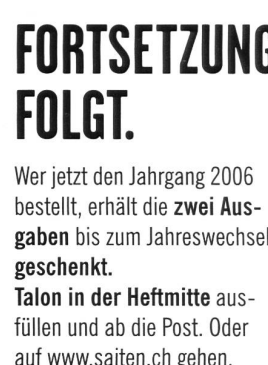 FORTSETZUNG
FOLGT.
Wer jetzt den Jahrgang 2006
bestellt, erhält die zwei Aus-
gaben bis zum Jahreswechsel
geschenkt.
Talon in der Heftmitte aus-
füllen und ab die Post. Oder
auf www.saiten.ch gehen.